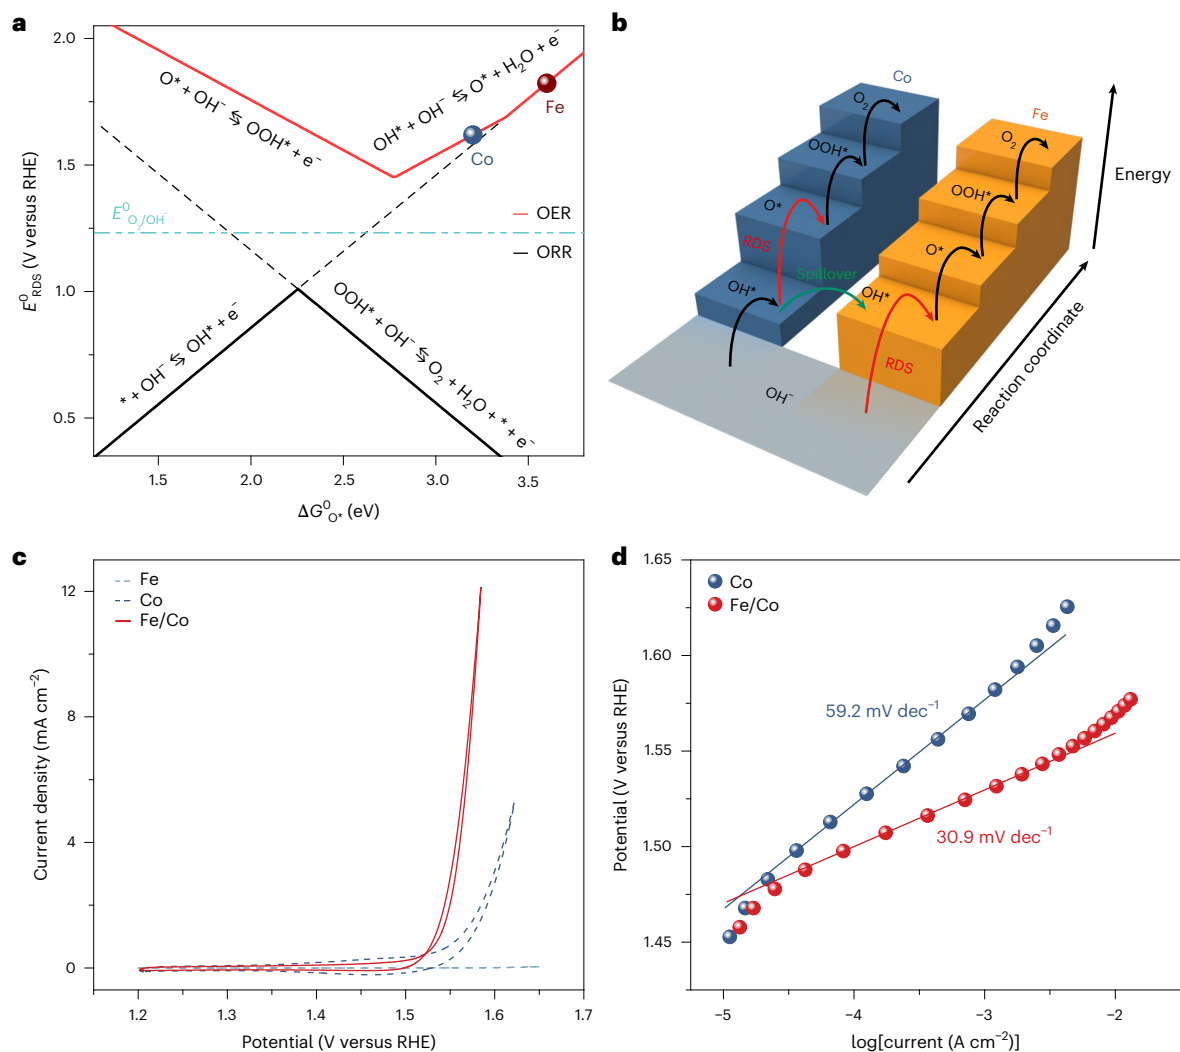 a
2.0
1.5
1.0
0.5
E⁰RDS (V versus RHE)
O* + OH⁻ ⇆ OOH* + e⁻
OH* + OH⁻ ⇆ O* + H₂O + e⁻
Fe
Co
E⁰O₂/OH⁻
OER
ORR
* + OH⁻ ⇆ OH* + e⁻
OOH* + OH⁻ ⇆ O₂ + H₂O + * + e⁻
1.5 2.0 2.5 3.0 3.5
ΔG⁰O* (eV)
b
Co
O₂
OOH*
O*
RDS
OH*
Spillover
Fe
O₂
OOH*
O*
OH*
RDS
OH⁻
Energy
Reaction coordinate
c
Fe
Co
Fe/Co
12
8
4
0
Current density (mA cm⁻²)
1.2 1.3 1.4 1.5 1.6 1.7
Potential (V versus RHE)
d
Co
Fe/Co
1.65
1.60
1.55
1.50
1.45
Potential (V versus RHE)
59.2 mV dec⁻¹
30.9 mV dec⁻¹
−5 −4 −3 −2
log[current (A cm⁻²)]